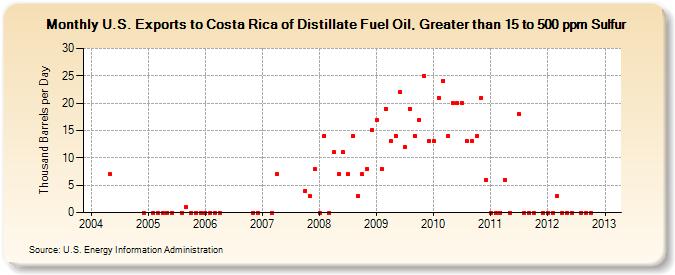 Monthly U.S. Exports to Costa Rica of Distillate Fuel Oil, Greater than 15 to 500 ppm Sulfur
Thousand Barrels per Day
30
25
20
15
10
5
0
2004 2005 2006 2007 2008 2009 2010 2011 2012 2013
Source: U.S. Energy Information Administration